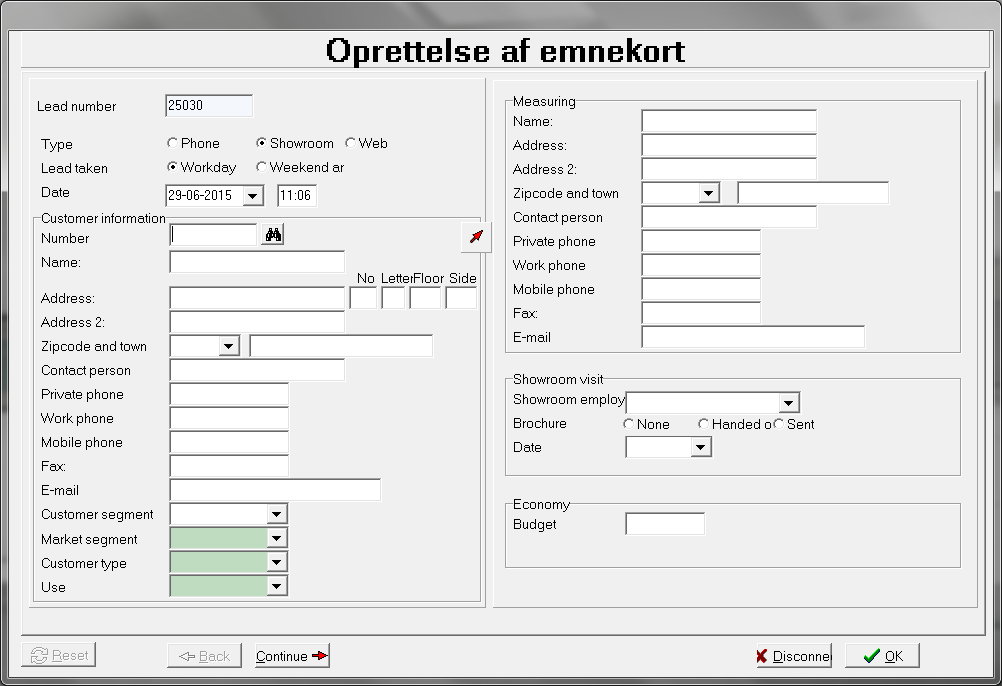 Oprettelse af emnekort
Lead number 25030
Type Phone Showroom Web
Lead taken Workday Weekend ar
Date 29-06-2015 11:06
Customer information
Number
Name:
No Letter Floor Side
Address:
Address 2:
Zipcode and town
Contact person
Private phone
Work phone
Mobile phone
Fax:
E-mail
Customer segment
Market segment
Customer type
Use
Measuring
Name:
Address:
Address 2:
Zipcode and town
Contact person
Private phone
Work phone
Mobile phone
Fax:
E-mail
Showroom visit
Showroom employ
Brochure None Handed o Sent
Date
Economy
Budget
Reset Back Continue Disconne OK